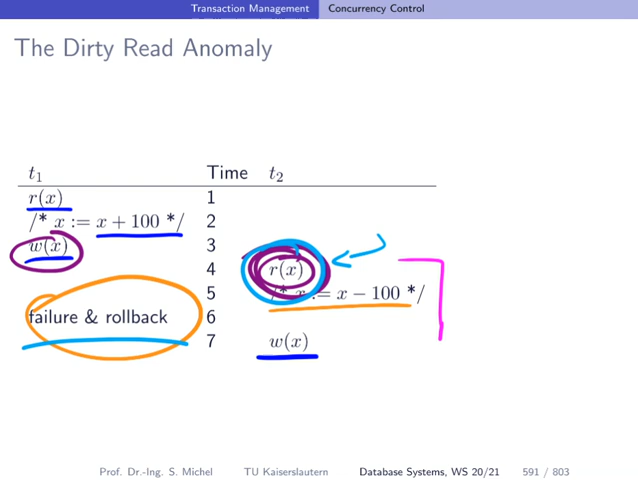 Transaction Management Concurrency Control
The Dirty Read Anomaly
t1 Time t2
r(x) 1
/* x := x + 100 */ 2
w(x) 3
4 r(x)
5 /* x := x − 100 */
failure & rollback 6
7 w(x)
Prof. Dr.-Ing. S. Michel TU Kaiserslautern Database Systems, WS 20/21 591 / 803